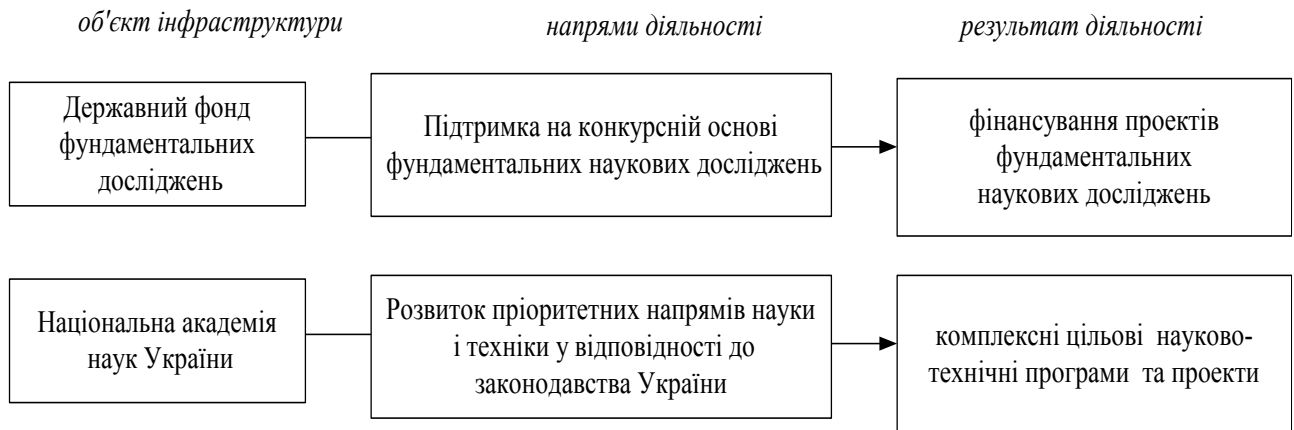 об'єкт інфраструктури
напрями діяльності
результат діяльності
Державний фонд
фундаментальних
досліджень
Підтримка на конкурсній основі
фундаментальних наукових досліджень
фінансування проектів
фундаментальних
наукових досліджень
Національна академія
наук України
Розвиток пріоритетних напрямів науки
і техніки у відповідності до
законодавства України
комплексні цільові науково-
технічні програми та проекти